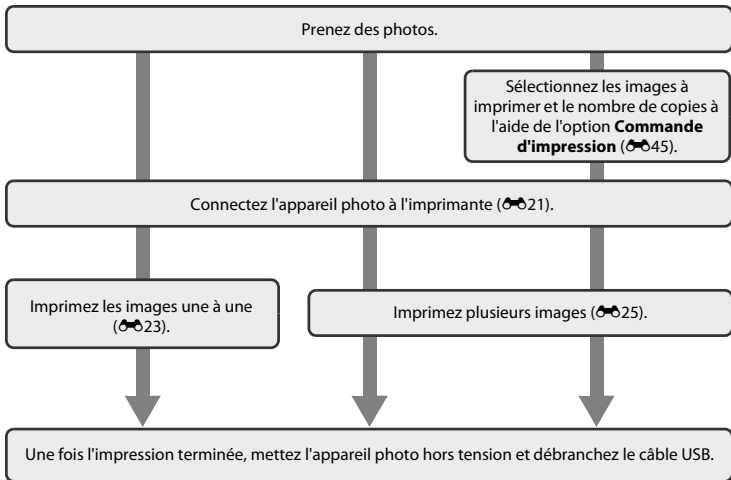 Prenez des photos.
Sélectionnez les images à
imprimer et le nombre de copies à
l'aide de l'option Commande
d'impression (45).
Connectez l'appareil photo à l'imprimante (21).
Imprimez les images une à une
(23).
Imprimez plusieurs images (25).
Une fois l'impression terminée, mettez l'appareil photo hors tension et débranchez le câble USB.